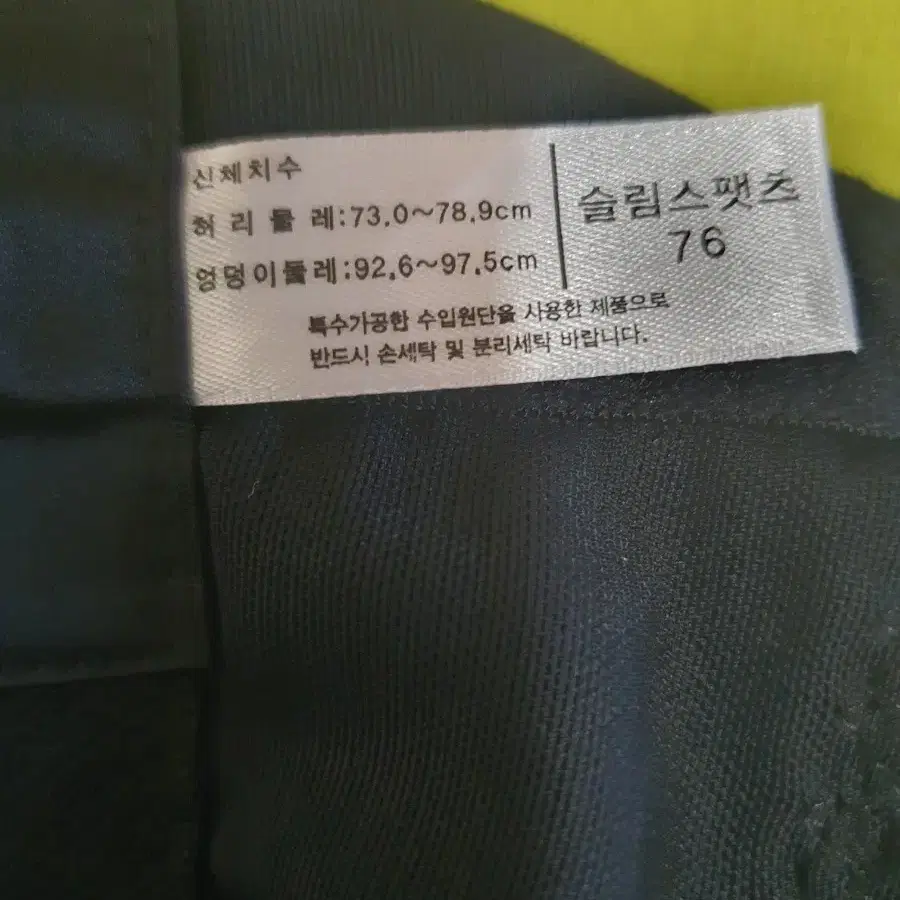 신체치수
허 리 둘 레:73.0~78.9cm
엉덩이둘레:92.6~97.5cm
슬림스팻츠
76
특수가공한 수입원단을 사용한 제품으로
반드시 손세탁 및 분리세탁 바랍니다.